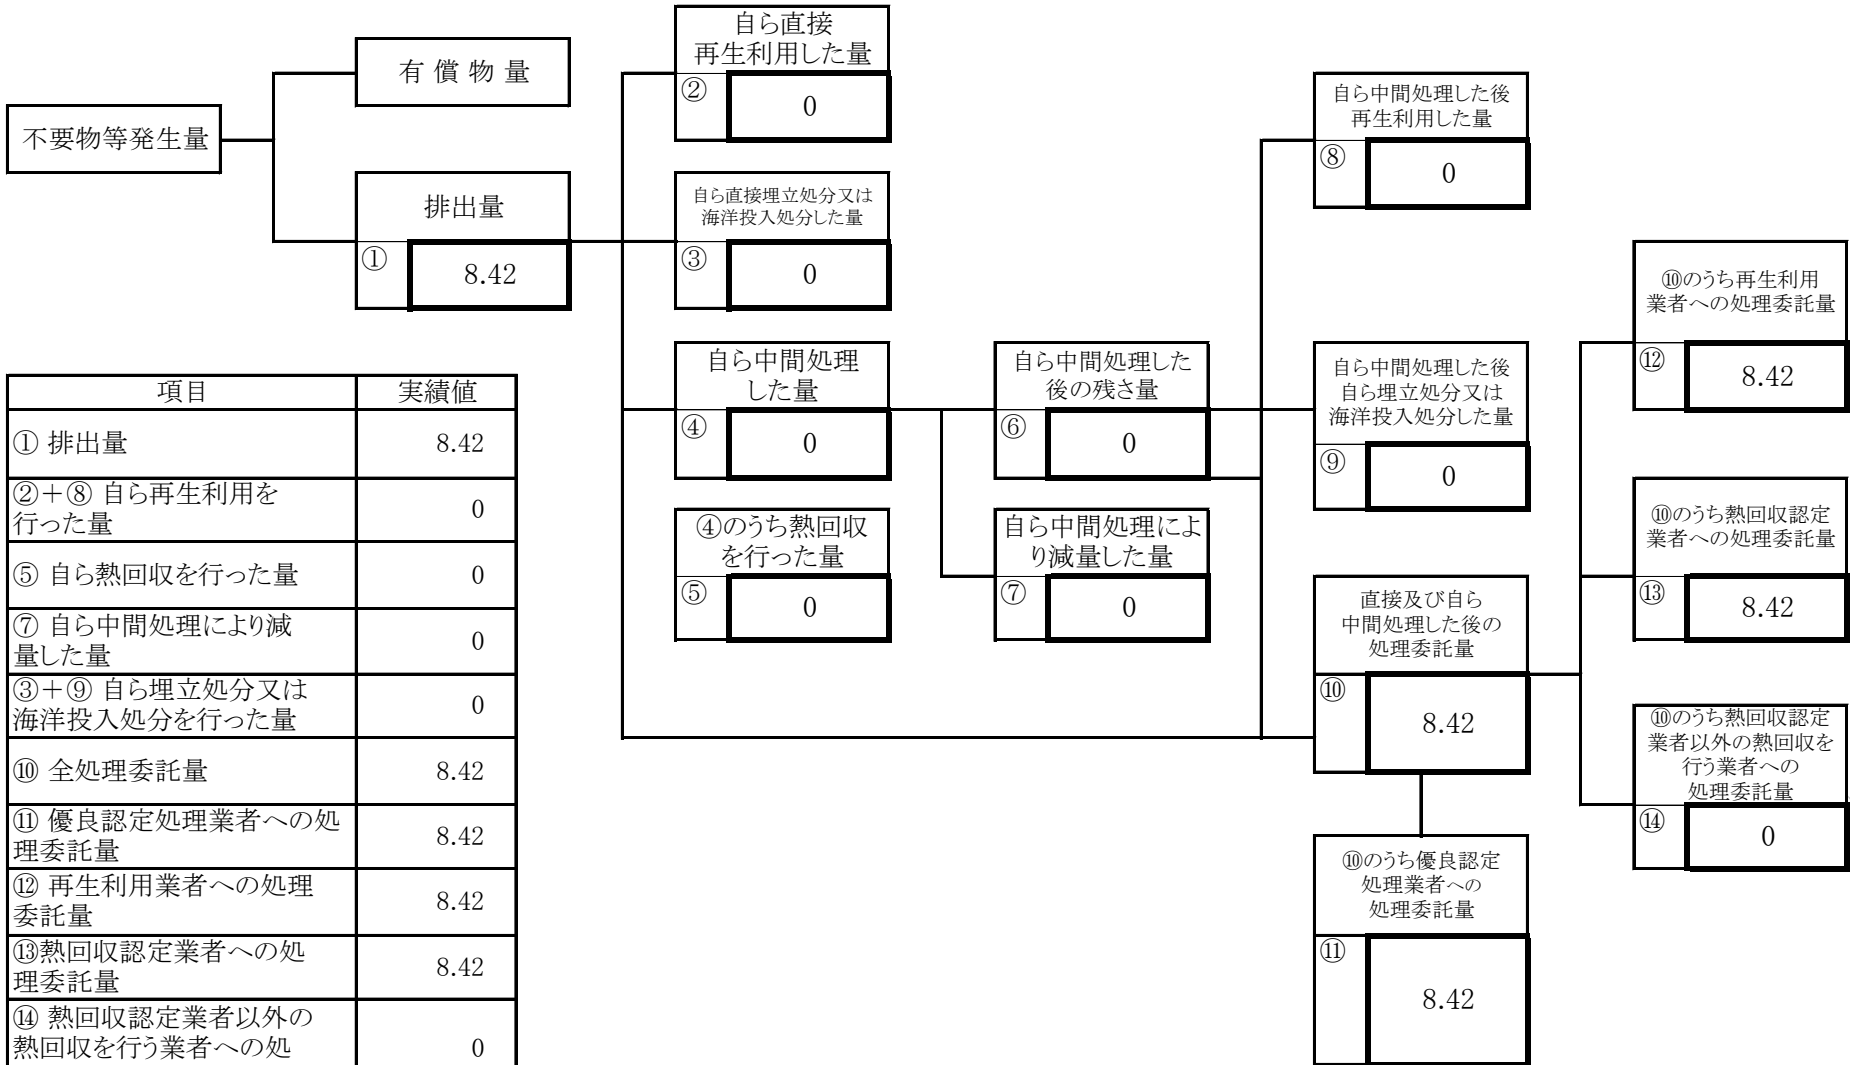 不要物等発生量
有 償 物 量
排出量
①
8.42
自ら直接
再生利用した量
②
0
自ら直接埋立処分又は
海洋投入処分した量
③
0
自ら中間処理
した量
④
0
④のうち熱回収
を行った量
⑤
0
自ら中間処理した
後の残さ量
⑥
0
自ら中間処理によ
り減量した量
⑦
0
自ら中間処理した後
再生利用した量
⑧
0
自ら中間処理した後
自ら埋立処分又は
海洋投入処分した量
⑨
0
直接及び自ら
中間処理した後の
処理委託量
⑩
8.42
⑩のうち優良認定
処理業者への
処理委託量
⑪
8.42
⑩のうち再生利用
業者への処理委託量
⑫
8.42
⑩のうち熱回収認定
業者への処理委託量
⑬
8.42
⑩のうち熱回収認定
業者以外の熱回収を
行う業者への
処理委託量
⑭
0
項目 実績値
① 排出量 8.42
②＋⑧ 自ら再生利用を
行った量 0
⑤ 自ら熱回収を行った量 0
⑦ 自ら中間処理により減
量した量 0
③＋⑨ 自ら埋立処分又は
海洋投入処分を行った量 0
⑩ 全処理委託量 8.42
⑪ 優良認定処理業者への処
理委託量 8.42
⑫ 再生利用業者への処理
委託量 8.42
⑬熱回収認定業者への処
理委託量 8.42
⑭ 熱回収認定業者以外の
熱回収を行う業者への処 0